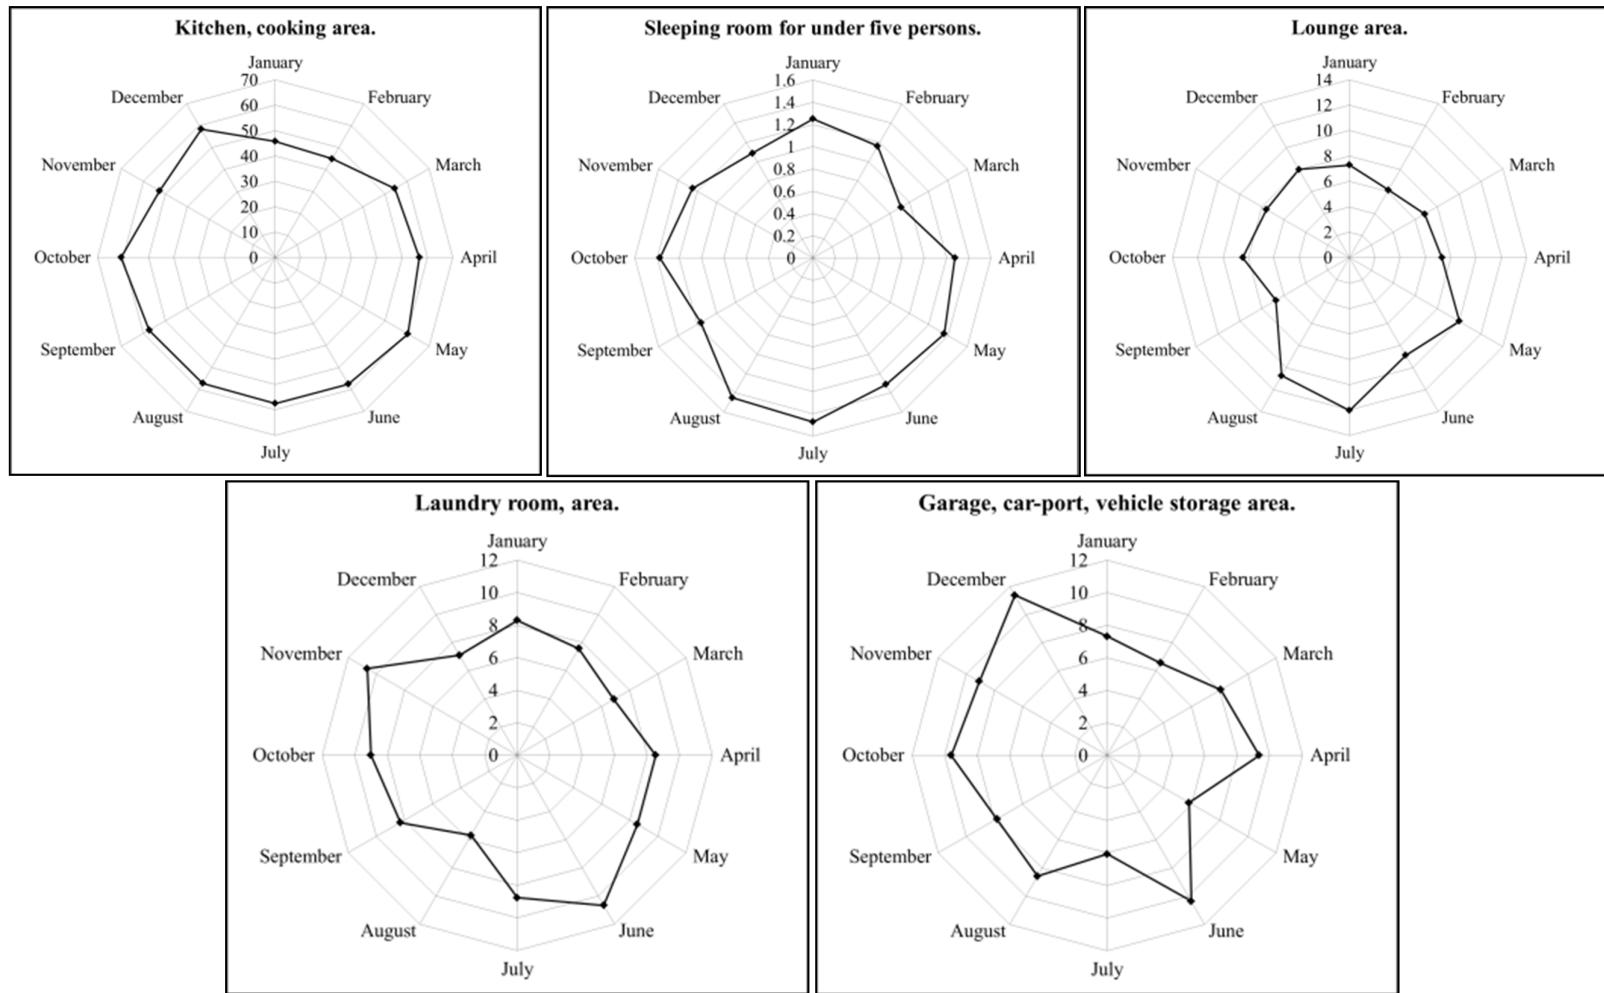 Kitchen, cooking area.
January
70
December
60
February
50
November
40
March
30
20
10
October
0
April
September
May
August
June
July
Sleeping room for under five persons.
January
1.6
December
1.4
February
1.2
November
1
March
0.8
0.6
0.4
0.2
October
0
April
September
May
August
June
July
Lounge area.
January
14
December
12
February
10
November
8
March
6
4
2
October
0
April
September
May
August
June
July
Laundry room, area.
January
12
December
10
February
8
November
6
March
4
2
October
0
April
September
May
August
June
July
Garage, car-port, vehicle storage area.
January
12
December
10
February
8
November
6
March
4
2
October
0
April
September
May
August
June
July